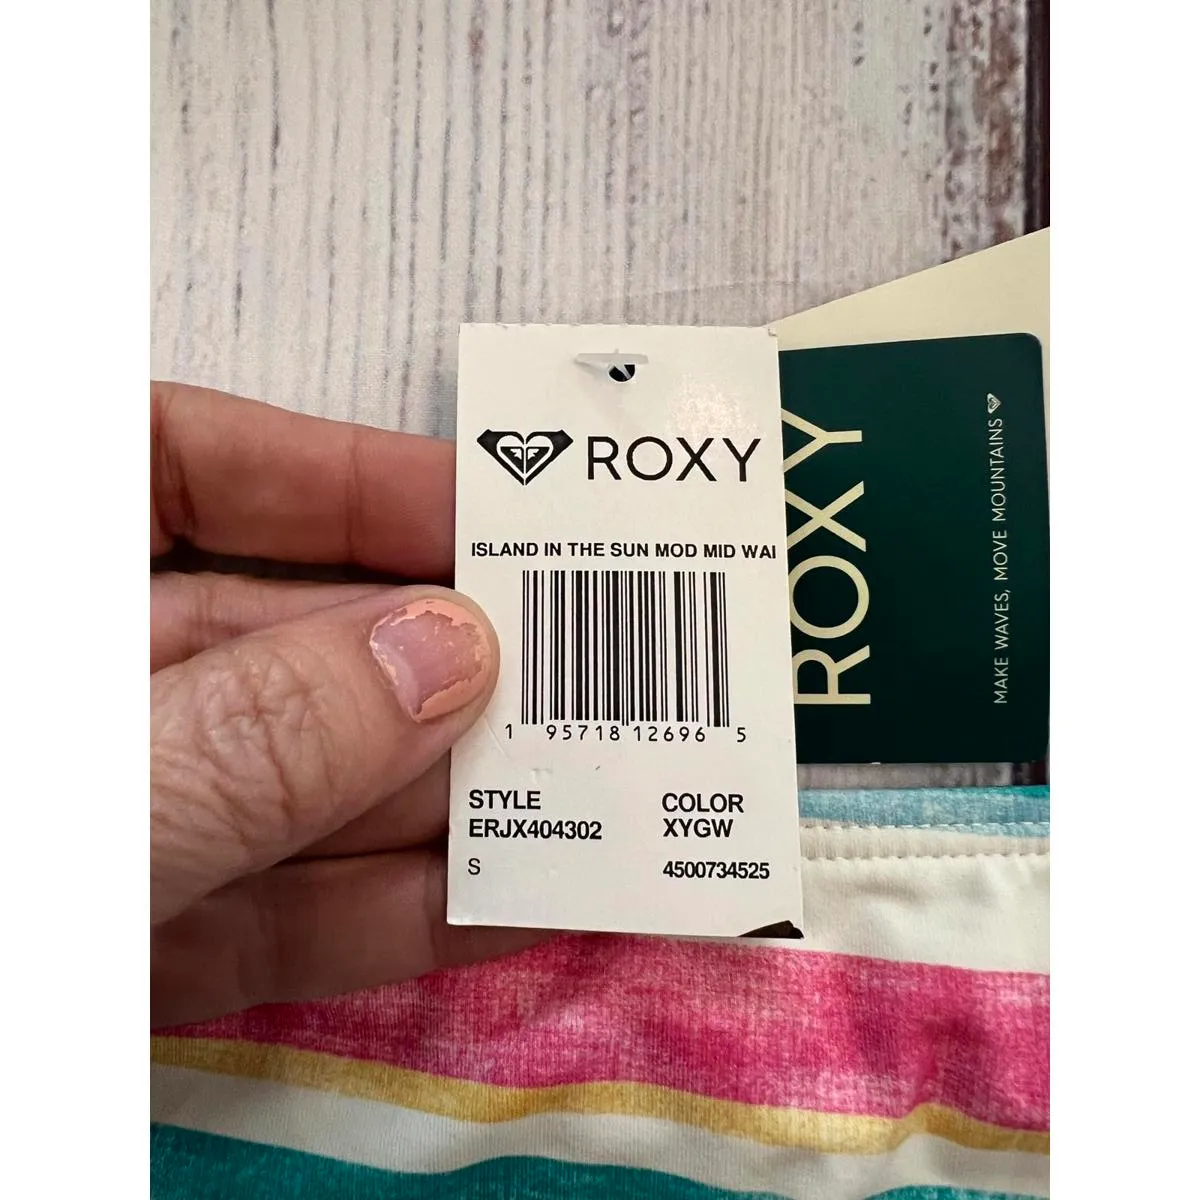 ROXY
ISLAND IN THE SUN MOD MID WAI
1 95718 12696 5
STYLE
ERJX404302
COLOR
XYGW
S
4500734525
ROXY
MAKE WAVES, MOVE MOUNTAINS